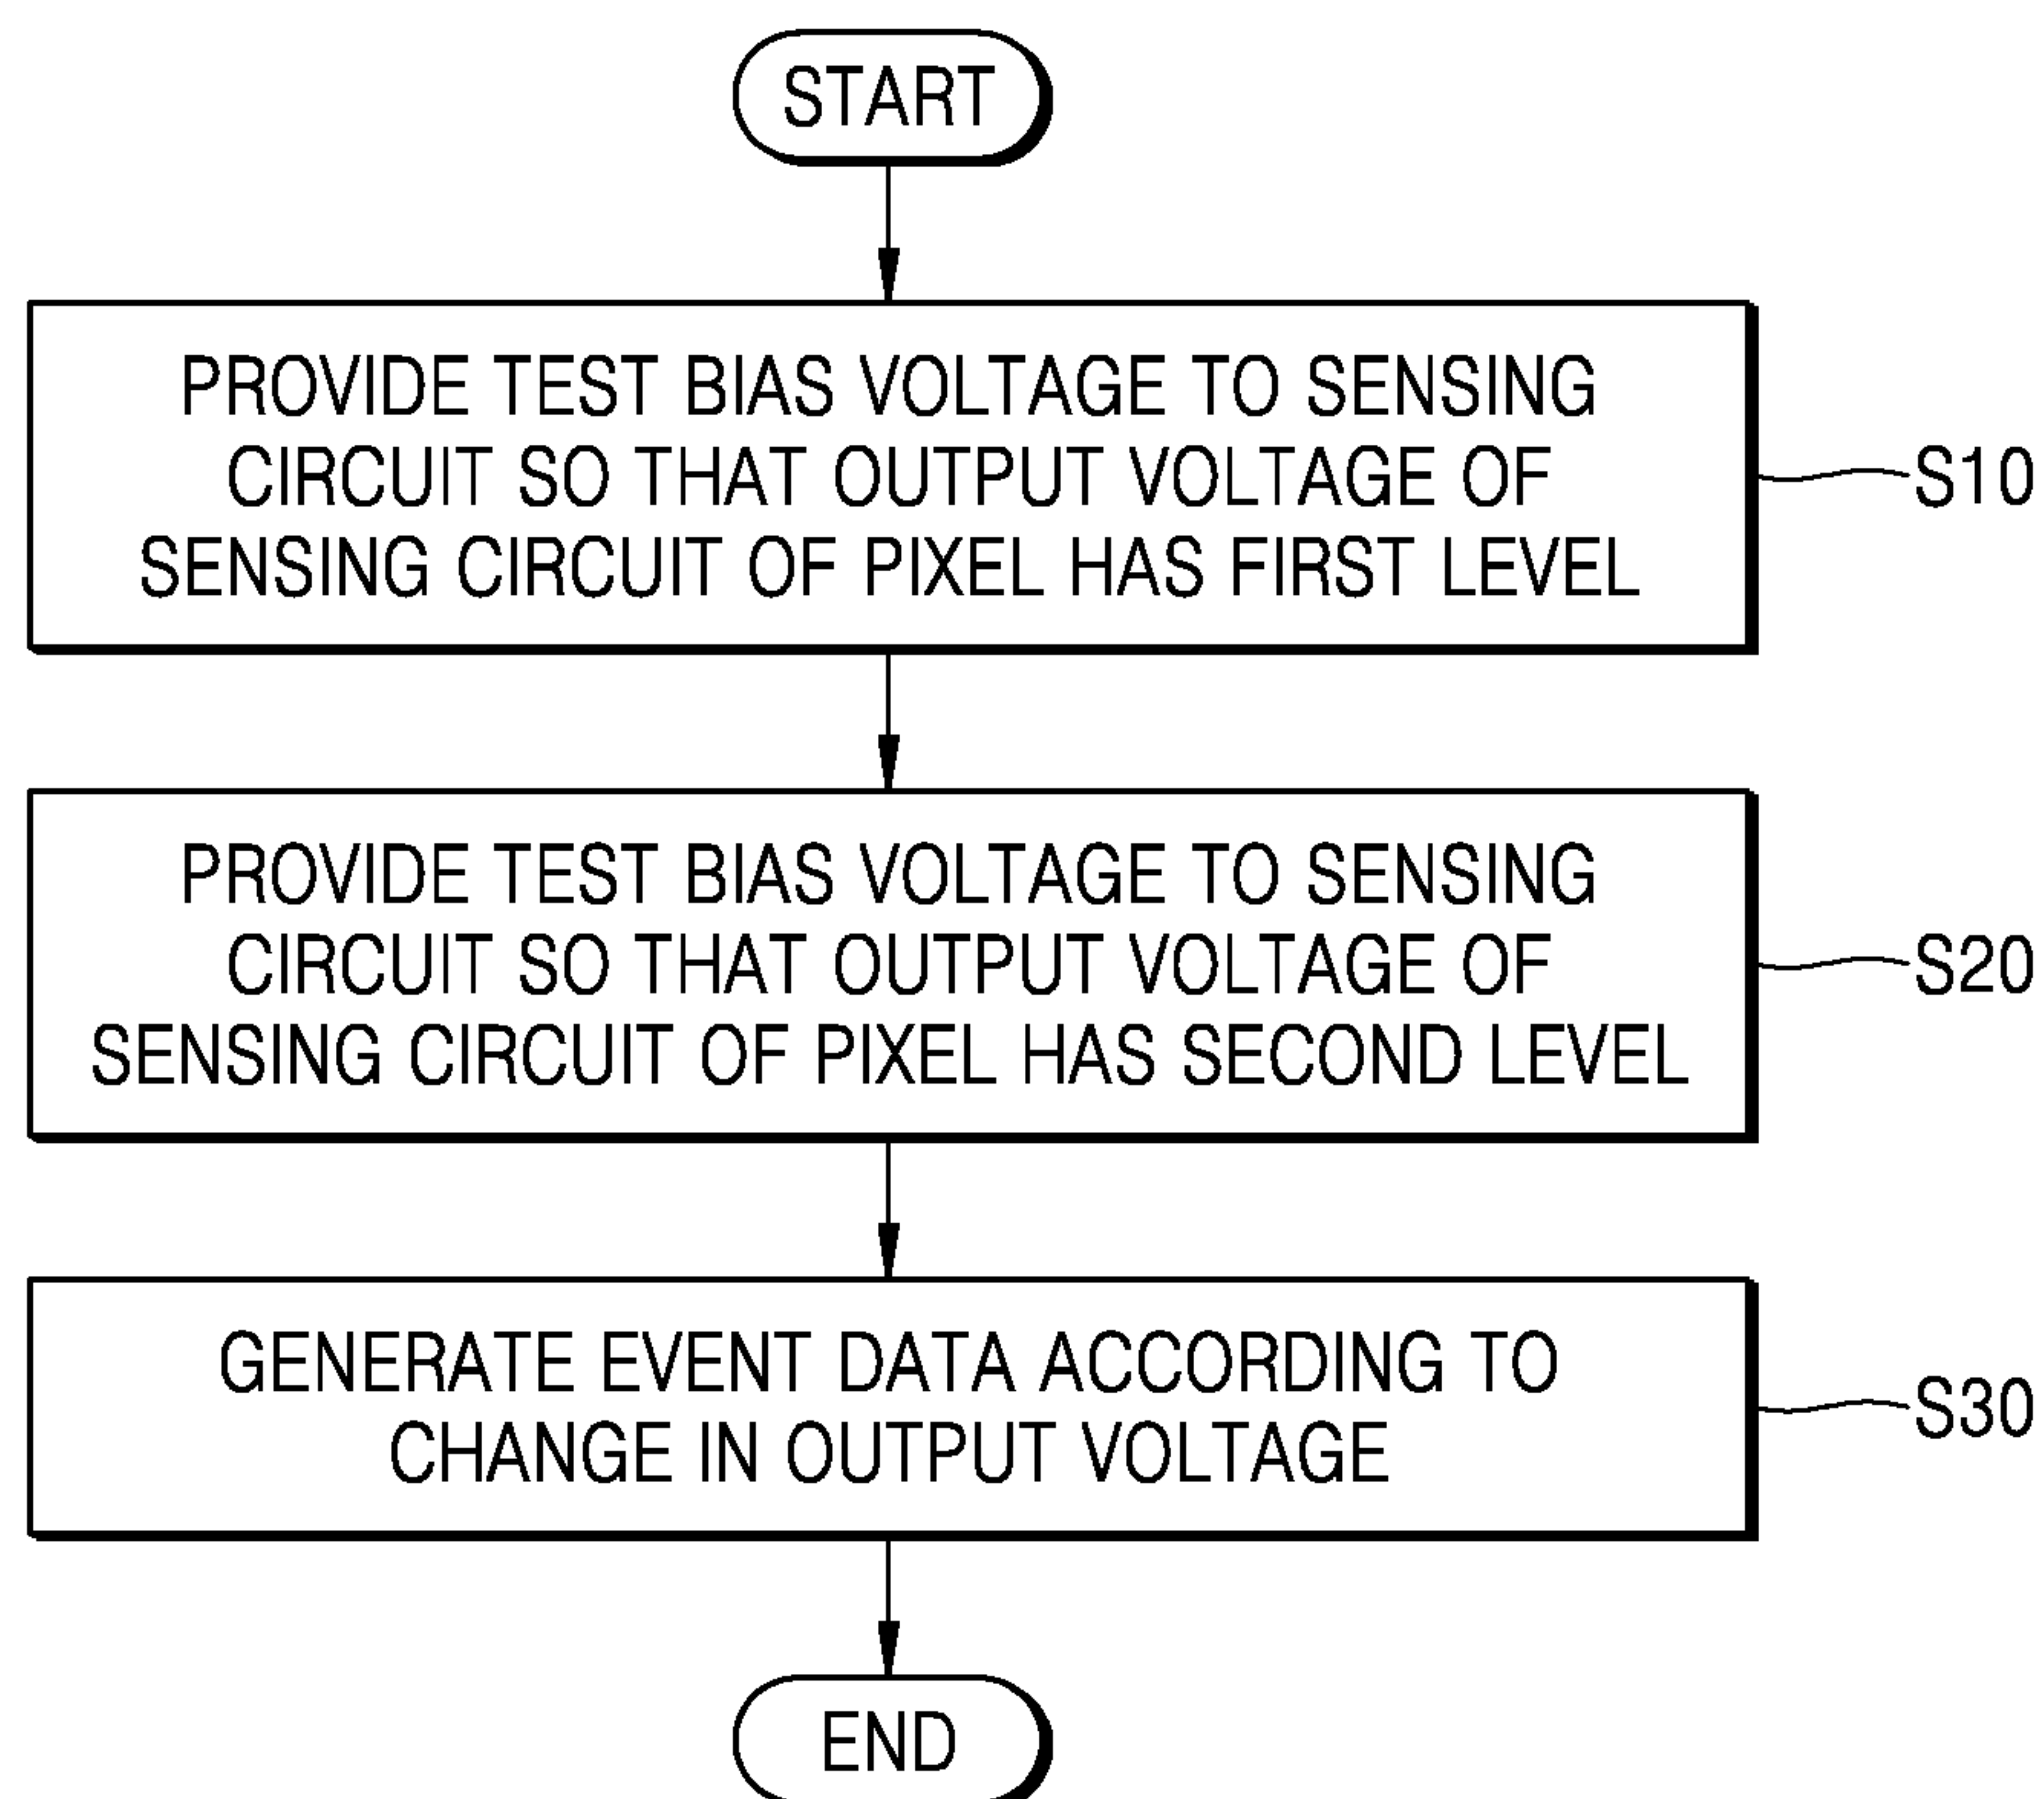 START
PROVIDE TEST BIAS VOLTAGE TO SENSING
CIRCUIT SO THAT OUTPUT VOLTAGE OF
SENSING CIRCUIT OF PIXEL HAS FIRST LEVEL
S10
PROVIDE TEST BIAS VOLTAGE TO SENSING
CIRCUIT SO THAT OUTPUT VOLTAGE OF
SENSING CIRCUIT OF PIXEL HAS SECOND LEVEL
S20
GENERATE EVENT DATA ACCORDING TO
CHANGE IN OUTPUT VOLTAGE
S30
END